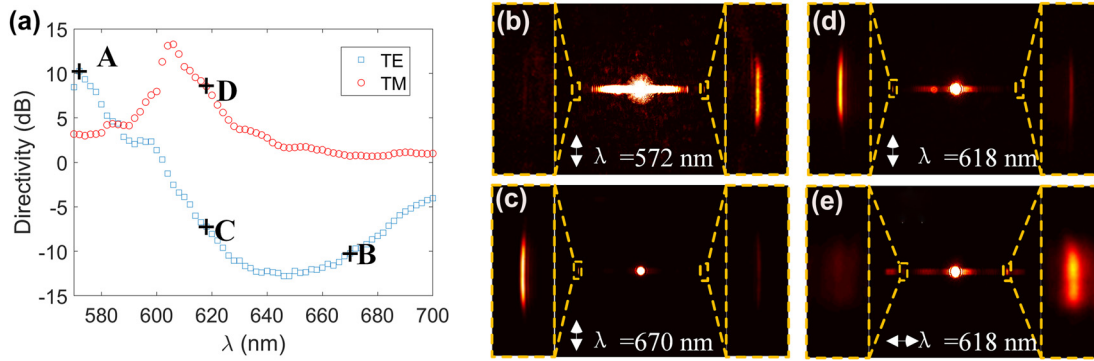 (a)
15
10
5
0
-5
-10
-15
Directivity (dB)
580 600 620 640 660 680 700
λ (nm)
TE
TM
A
D
C
B
(b)
λ =572 nm
(c)
λ =670 nm
(d)
λ =618 nm
(e)
λ =618 nm